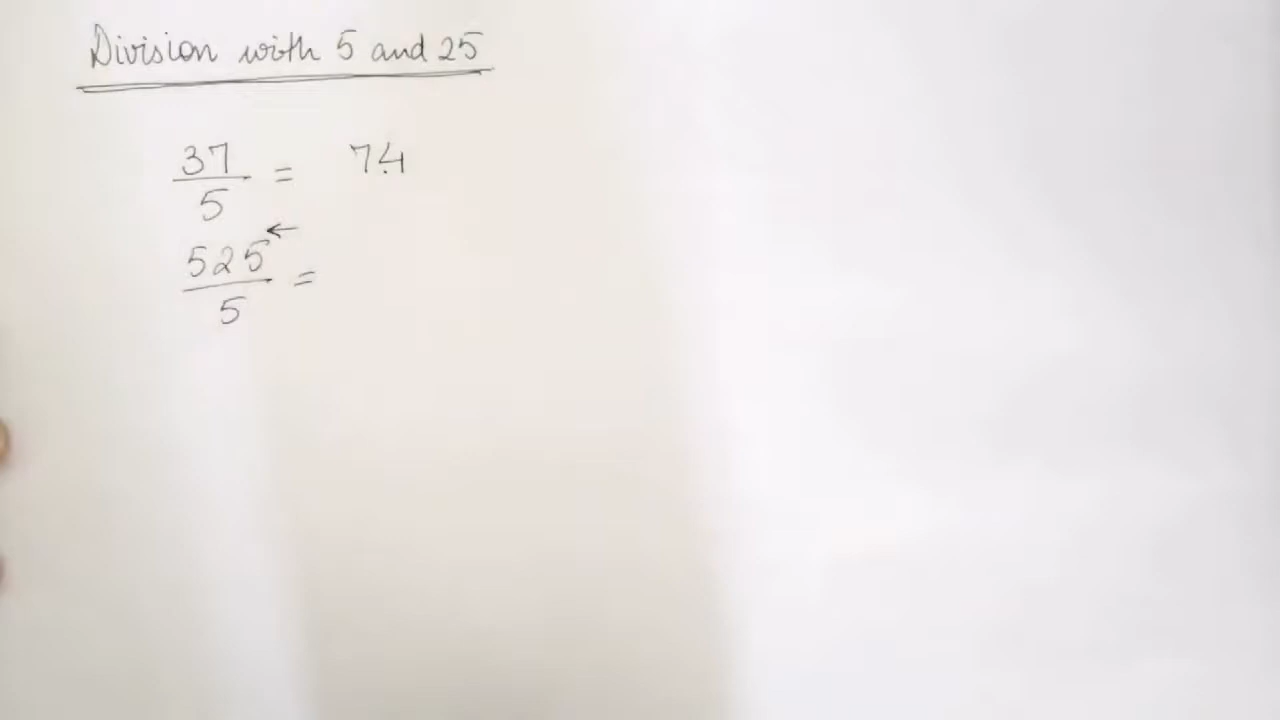 Division with 5 and 25
37/5 = 7.4
525/5 = ←